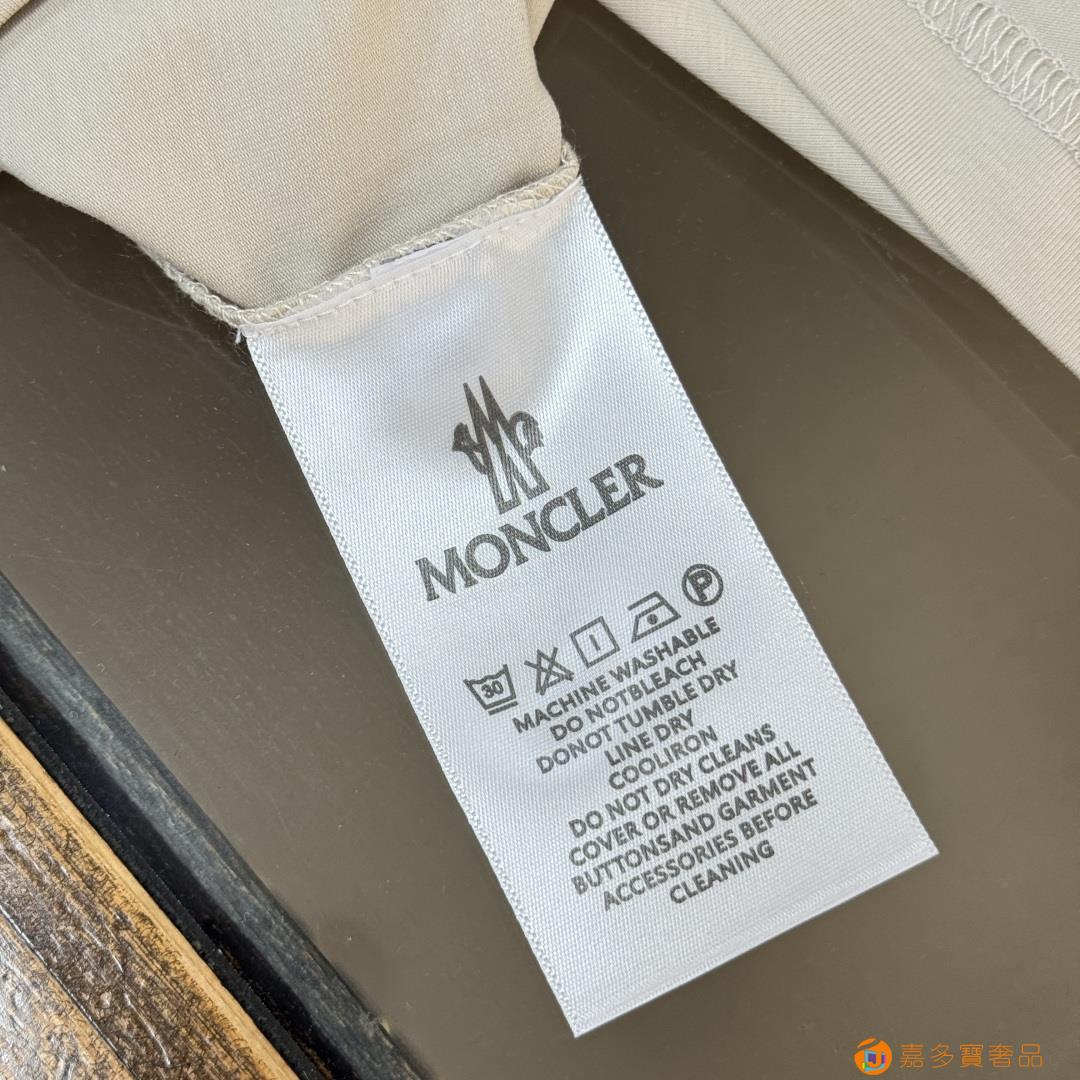 MONCLER
30 P
MACHINE WASHABLE
DO NOTBLEACH
DONOT TUMBLE DRY
LINE DRY
COOLIRON
DO NOT DRY CLEANS
COVER OR REMOVE ALL
BUTTONSAND GARMENT
ACCESSORIES BEFORE
CLEANING
嘉多寶奢品